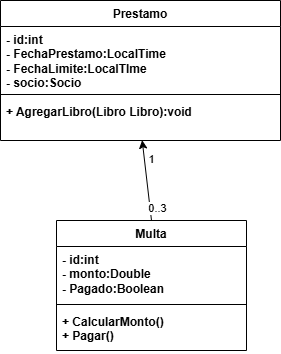 Prestamo
- id:int
- FechaPrestamo:LocalTime
- FechaLimite:LocalTIme
- socio:Socio
+ AgregarLibro(Libro Libro):void
1
0..3
Multa
- id:int
- monto:Double
- Pagado:Boolean
+ CalcularMonto()
+ Pagar()